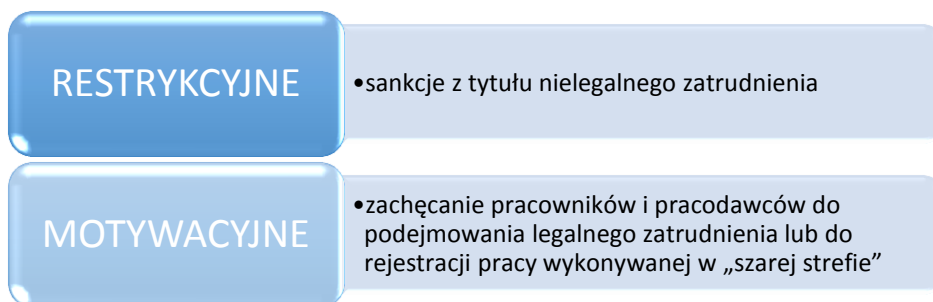 RESTRYKCYJNE
•sankcje z tytułu nielegalnego zatrudnienia
MOTYWACYJNE
•zachęcanie pracowników i pracodawców do
podejmowania legalnego zatrudnienia lub do
rejestracji pracy wykonywanej w „szarej strefie”